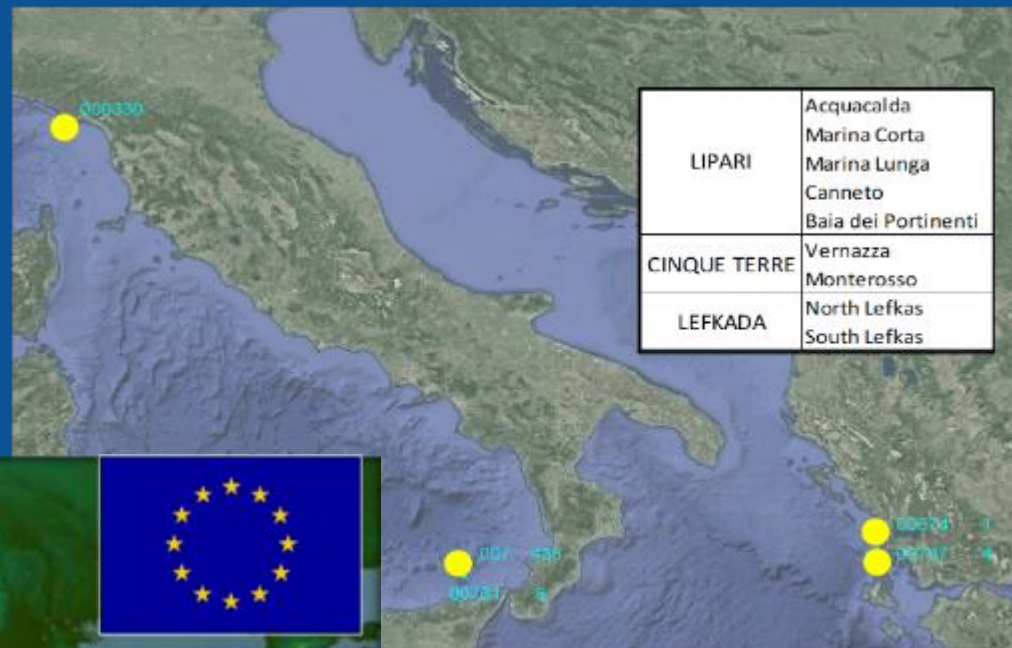 000330
LIPARI
Acquacalda
Marina Corta
Marina Lunga
Canneto
Baia dei Portinenti
CINQUE TERRE
Vernazza
Monterosso
LEFKADA
North Lefkas
South Lefkas